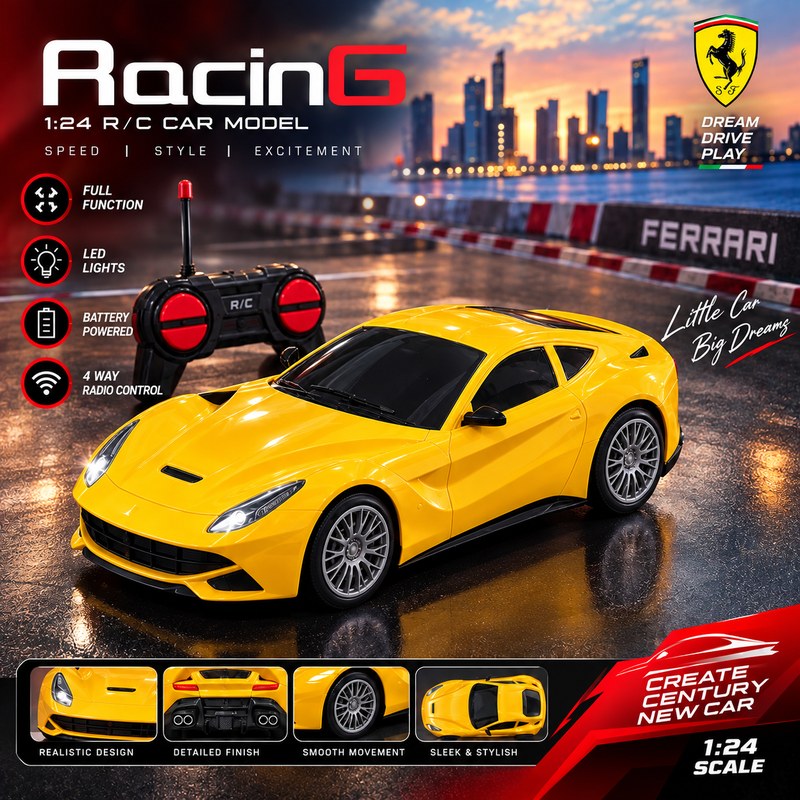 RacinG
1:24 R/C CAR MODEL
SPEED | STYLE | EXCITEMENT
FULL
FUNCTION
LED
LIGHTS
BATTERY
POWERED
4 WAY
RADIO CONTROL
R/C
S F
DREAM
DRIVE
PLAY
FERRARI
Little Car
Big Dreams
REALISTIC DESIGN
DETAILED FINISH
SMOOTH MOVEMENT
SLEEK & STYLISH
CREATE
CENTURY
NEW CAR
1:24
SCALE